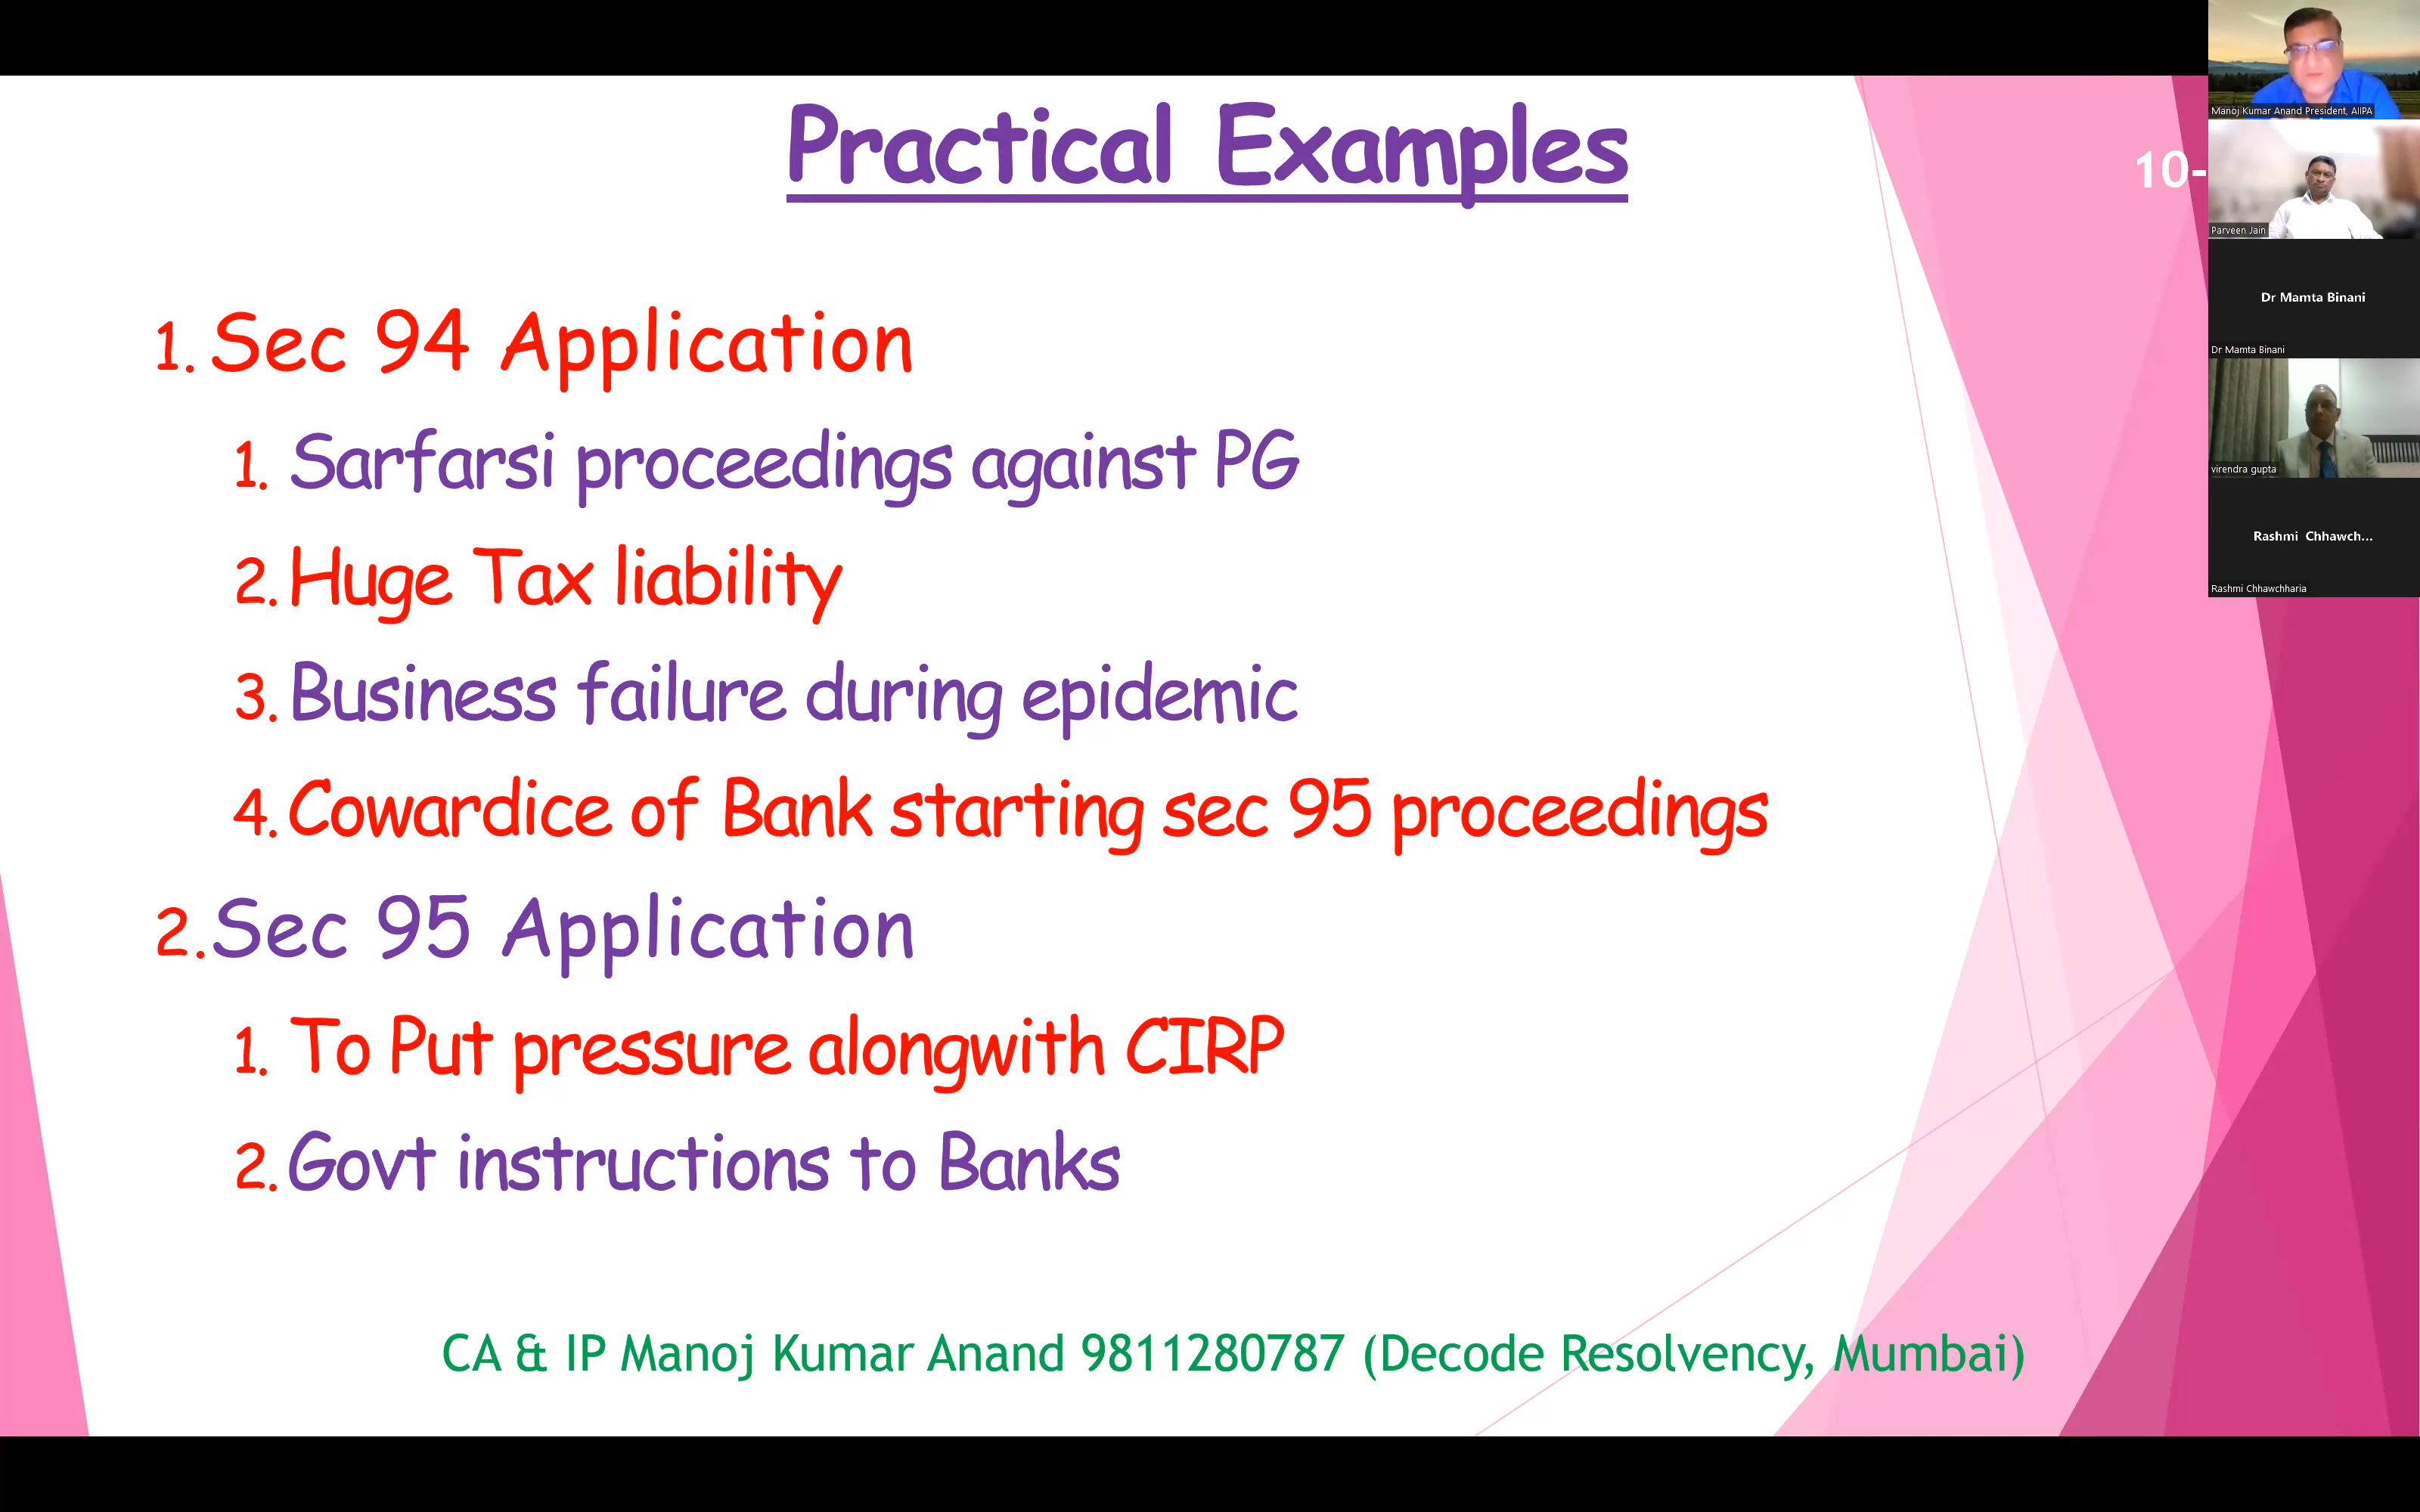 Practical Examples
10-
1. Sec 94 Application
1. Sarfarsi proceedings against PG
2. Huge Tax liability
3. Business failure during epidemic
4. Cowardice of Bank starting sec 95 proceedings
2. Sec 95 Application
1. To Put pressure alongwith CIRP
2. Govt instructions to Banks
CA & IP Manoj Kumar Anand 9811280787 (Decode Resolvency, Mumbai)
Manoj Kumar Anand President, AIIPA
Parveen Jain
Dr Mamta Binani
Dr Mamta Binani
virendra gupta
Rashmi Chhawch...
Rashmi Chhawchharia